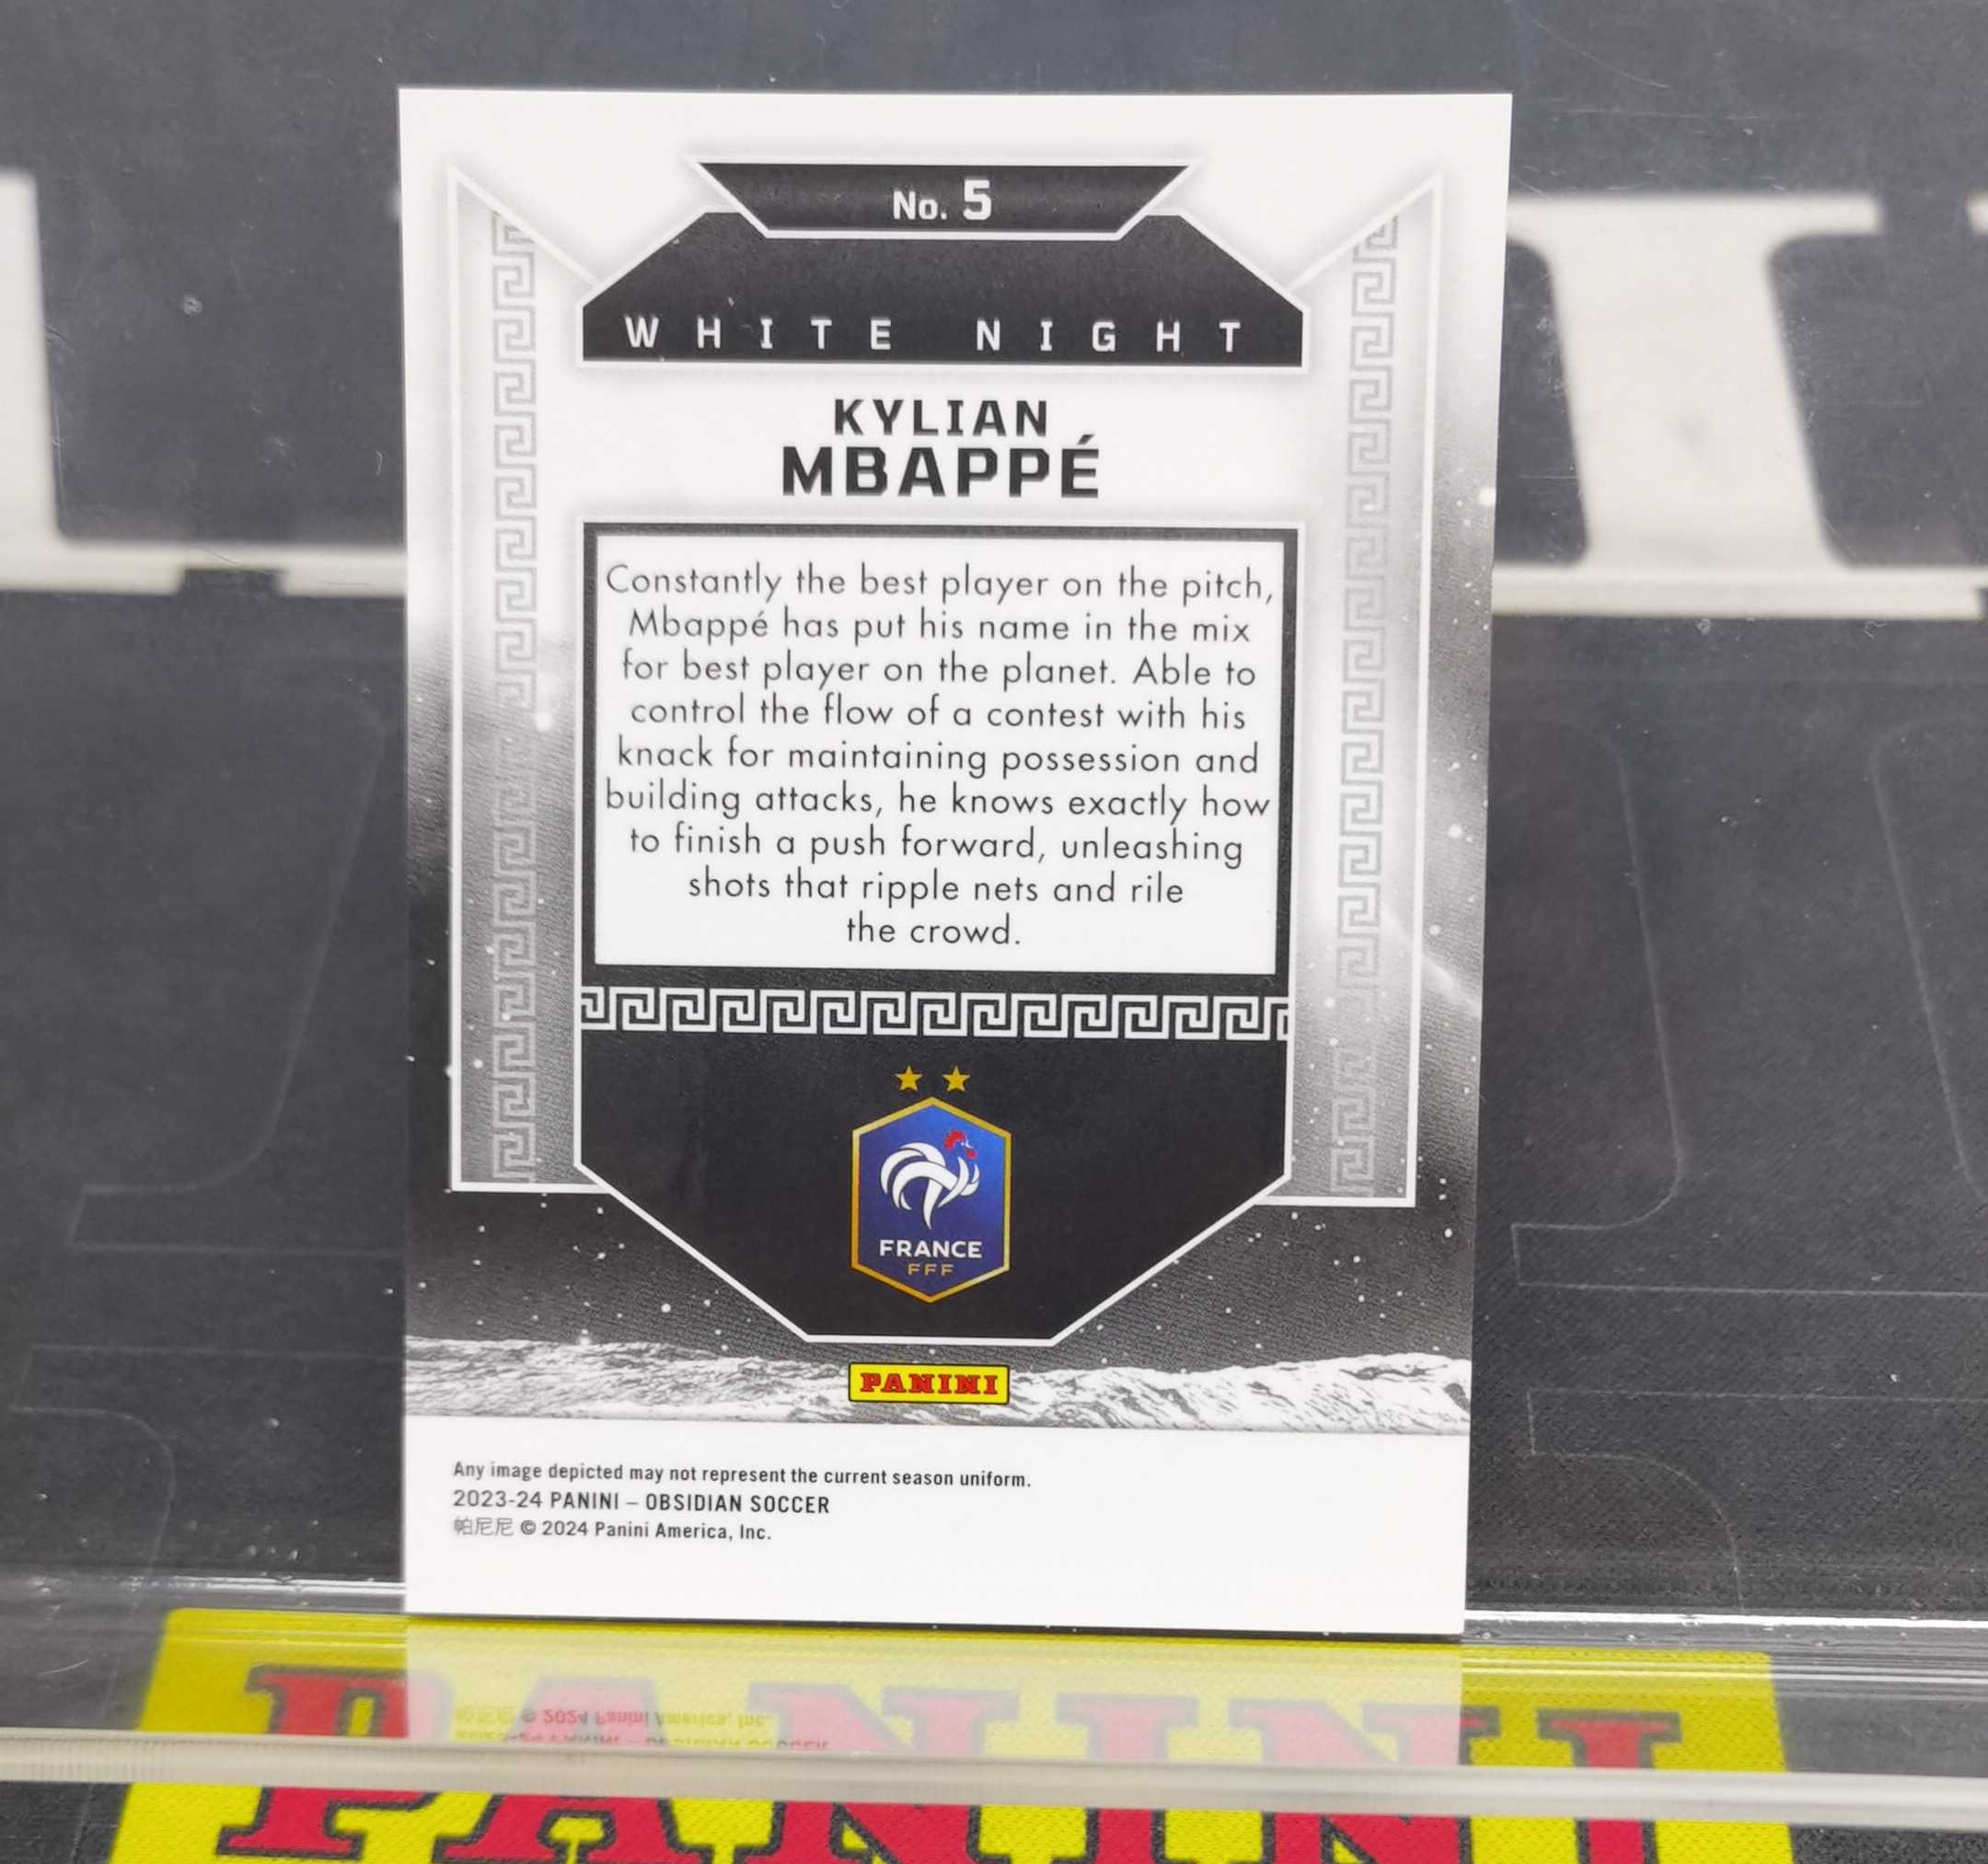 No. 5
WHITE NIGHT
KYLIAN
MBAPPÉ
Constantly the best player on the pitch,
Mbappé has put his name in the mix
for best player on the planet. Able to
control the flow of a contest with his
knack for maintaining possession and
building attacks, he knows exactly how
to finish a push forward, unleashing
shots that ripple nets and rile
the crowd.
FRANCE
FFF
PANINI
Any image depicted may not represent the current season uniform.
2023-24 PANINI – OBSIDIAN SOCCER
帕尼尼 © 2024 Panini America, Inc.
PANINI